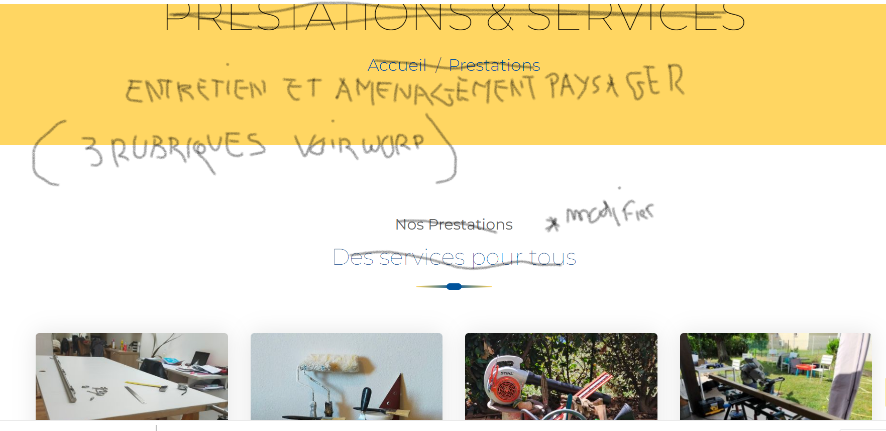 PRESTATIONS & SERVICES
Accueil / Prestations
ENTRETIEN ET AMENAGEMENT PAYSAGER
(3 RUBRIQUES VOIR WORD)
Nos Prestations
* modifier
Des services pour tous
STIHL